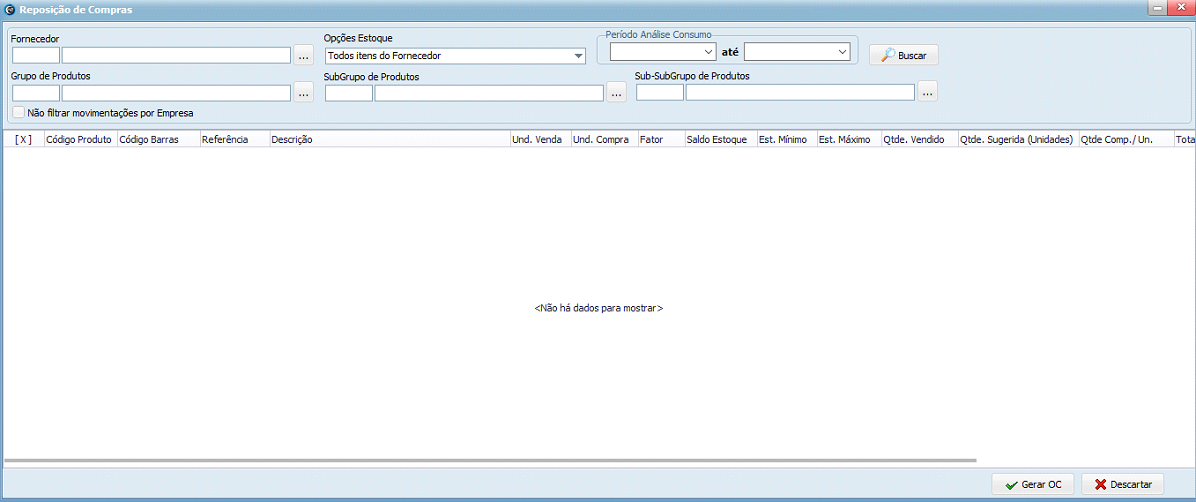 Reposição de Compras
Fornecedor
...
Opções Estoque
Todos itens do Fornecedor
Período Análise Consumo
até
Buscar
Grupo de Produtos
...
SubGrupo de Produtos
...
Sub-SubGrupo de Produtos
...
Não filtrar movimentações por Empresa
[X] Código Produto Código Barras Referência Descrição Und. Venda Und. Compra Fator Saldo Estoque Est. Mínimo Est. Máximo Qtde. Vendido Qtde. Sugerida (Unidades) Qtde Comp./ Un. Tota
<Não há dados para mostrar>
Gerar OC Descartar